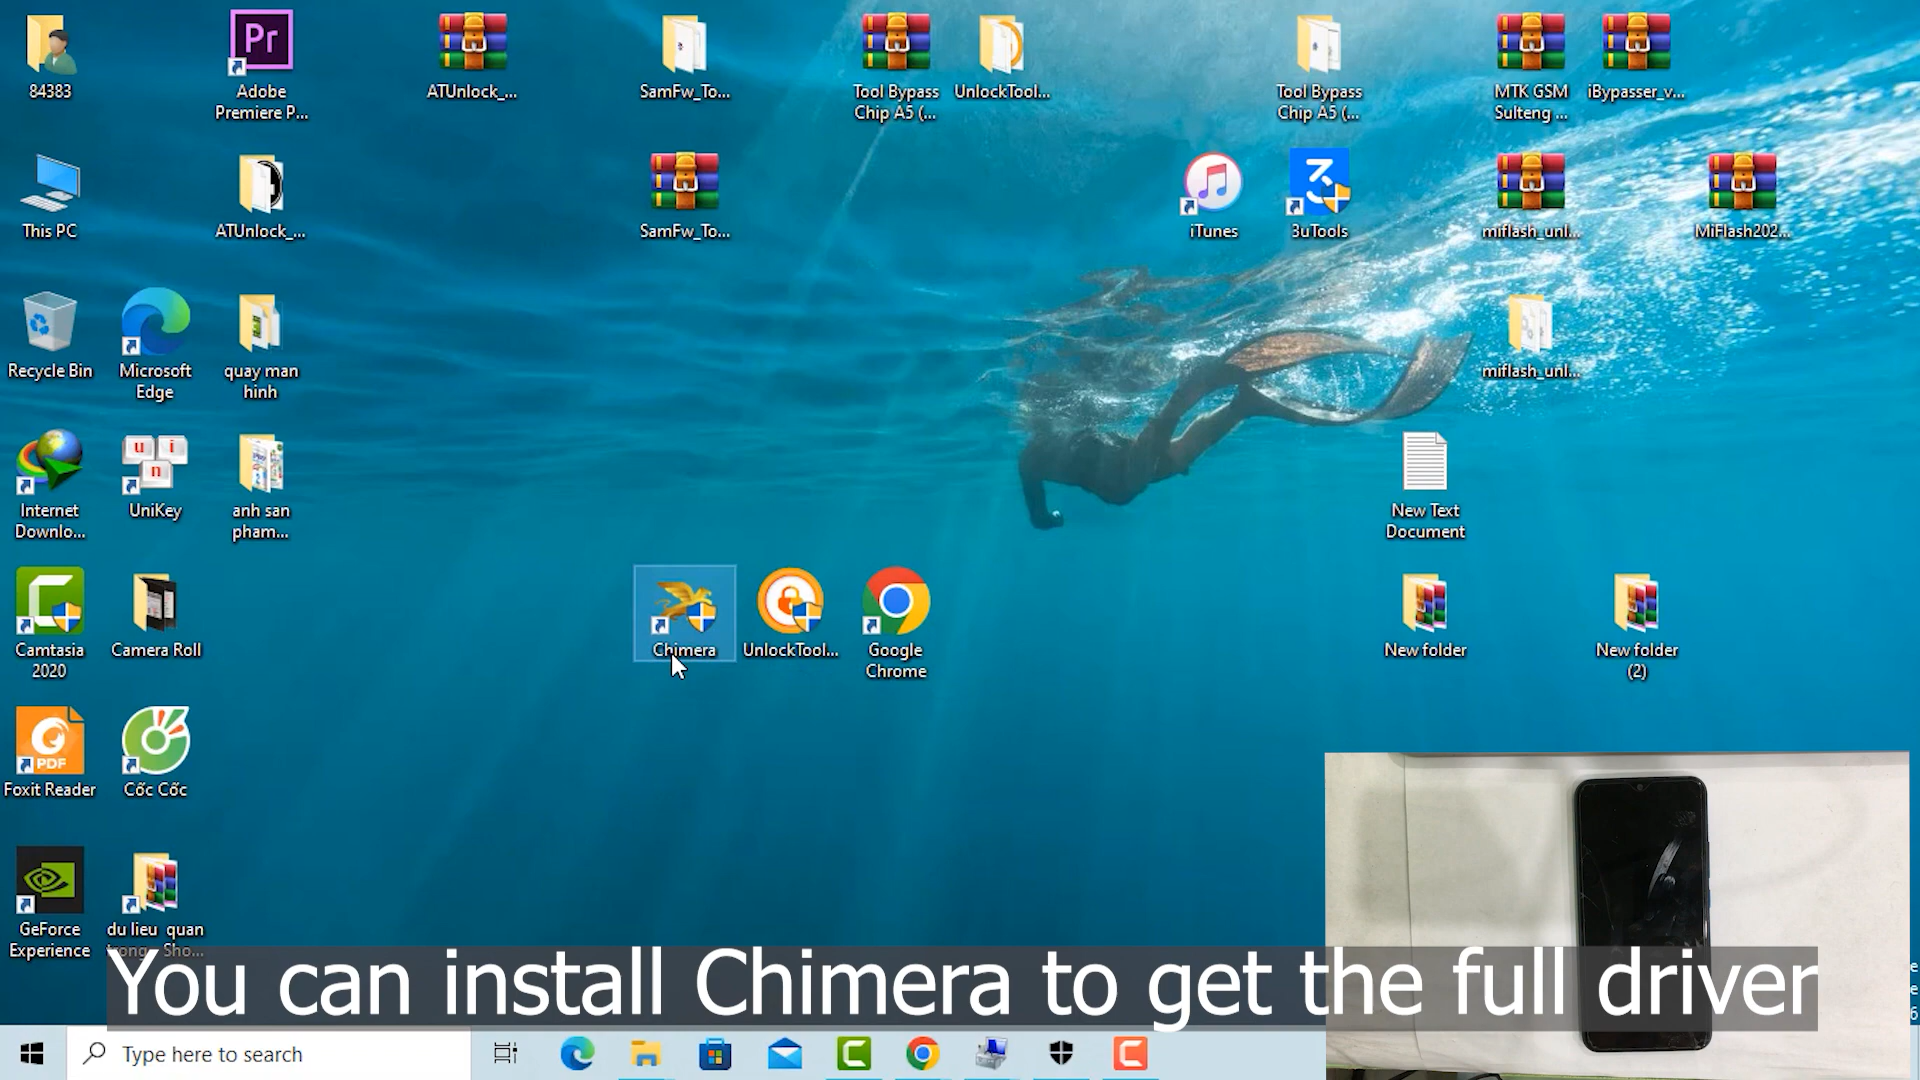 84383
Adobe
Premiere P...
ATUnlock_...
SamFw_To...
Tool Bypass
Chip A5 (...
UnlockTool...
Tool Bypass
Chip A5 (...
MTK GSM
Sulteng ...
iBypasser_v...
This PC
ATUnlock_...
SamFw_To...
iTunes
3uTools
miflash_unl...
MiFlash202...
Recycle Bin
Microsoft
Edge
quay man
hinh
miflash_unl...
Internet
Downlo...
UniKey
anh san
pham...
New Text
Document
Camtasia
2020
Camera Roll
Chimera
UnlockTool...
Google
Chrome
New folder
New folder
(2)
PDF
Foxit Reader
Cốc Cốc
GeForce
Experience
du lieu quan
trong - Sho...
You can install Chimera to get the full driver
Type here to search